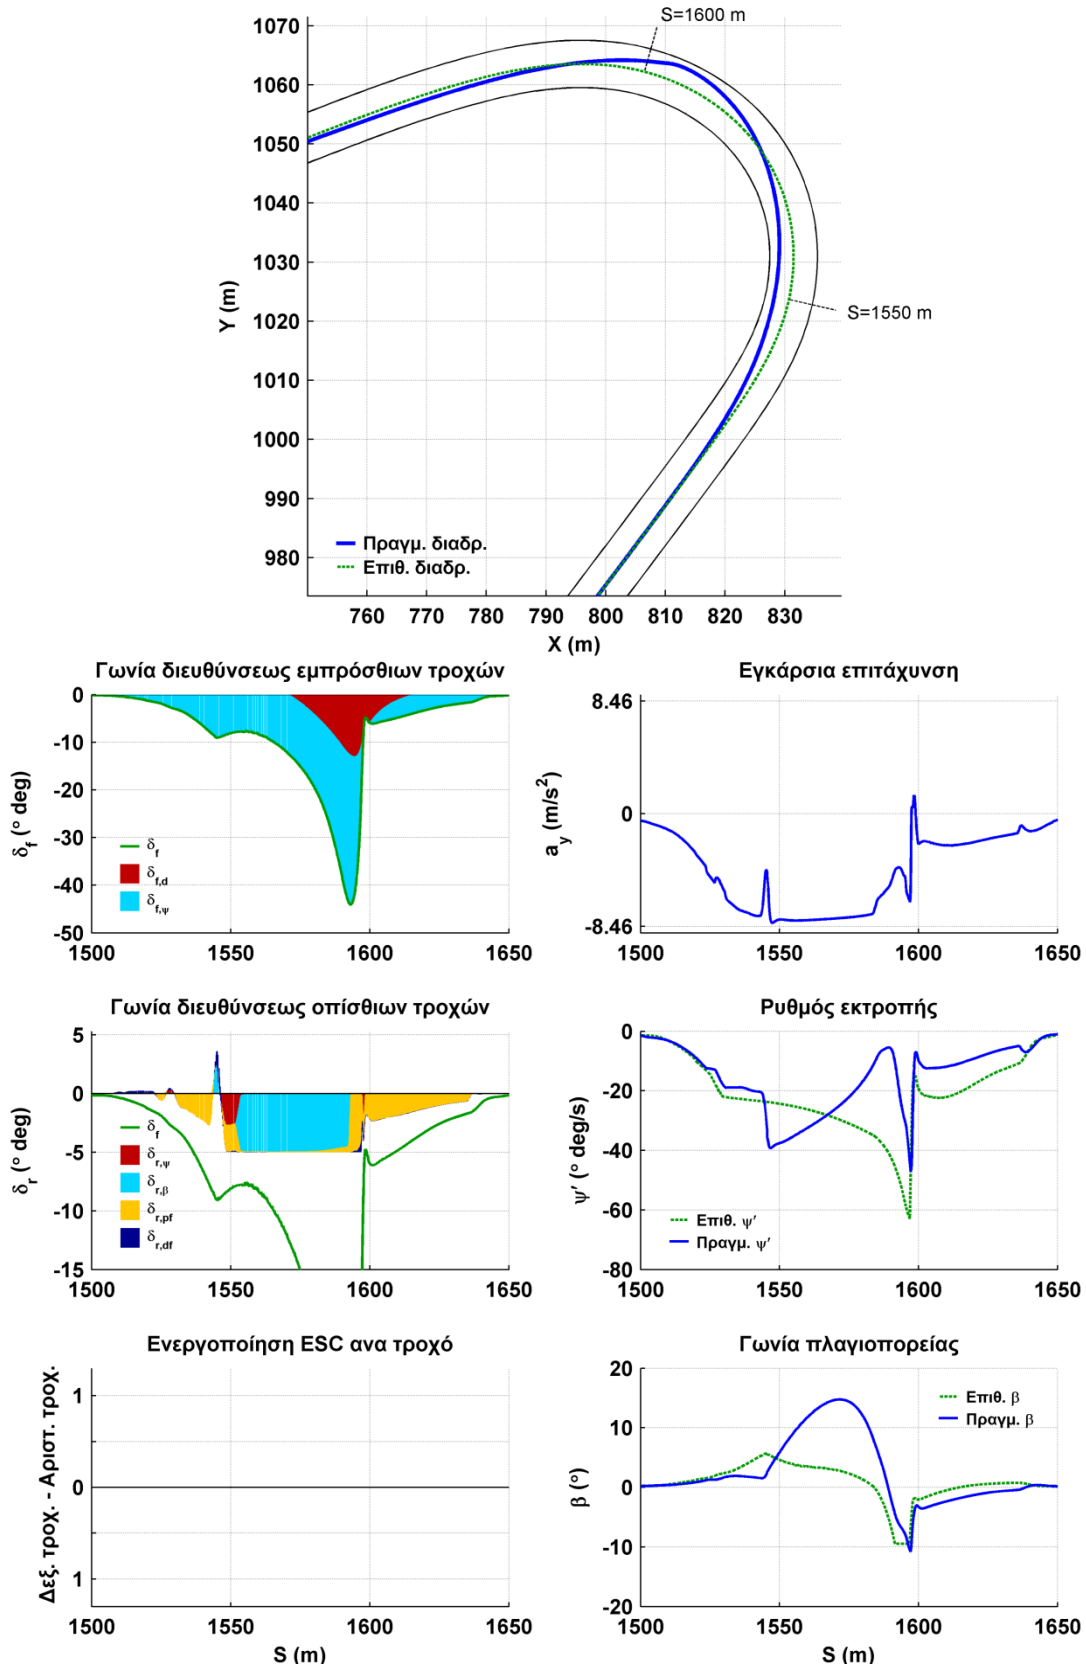 1070
1060
1050
1040
1030
1020
1010
1000
990
980
Y (m)
S=1600 m
S=1550 m
Πραγμ. διαδρ.
Επιθ. διαδρ.
760 770 780 790 800 810 820 830
X (m)
Γωνία διευθύνσεως εμπρόσθιων τροχών
0
-10
-20
-30
-40
-50
δf (° deg)
δf
δf,d
δf,ψ
1500 1550 1600 1650
Εγκάρσια επιτάχυνση
8.46
0
-8.46
ay (m/s²)
1500 1550 1600 1650
Γωνία διευθύνσεως οπίσθιων τροχών
5
0
-5
-10
-15
δr (° deg)
δf
δr,ψ
δr,β
δr,pf
δr,df
1500 1550 1600 1650
Ρυθμός εκτροπής
0
-20
-40
-60
-80
ψ' (° deg/s)
Επιθ. ψ'
Πραγμ. ψ'
1500 1550 1600 1650
Ενεργοποίηση ESC ανα τροχό
1
0
1
Δεξ. τροχ. - Αριστ. τροχ.
1500 1550 1600 1650
S (m)
Γωνία πλαγιοπορείας
20
10
0
-10
-20
β (°)
Επιθ. β
Πραγμ. β
1500 1550 1600 1650
S (m)